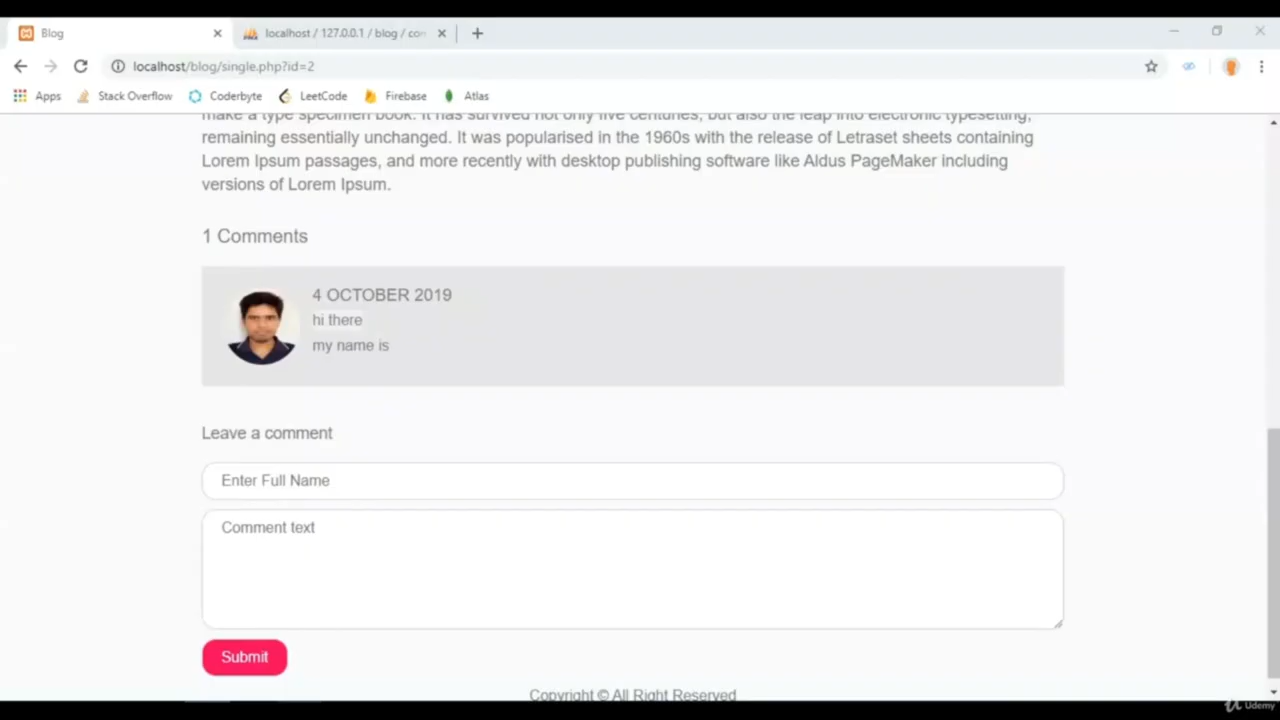 Blog
localhost / 127.0.0.1 / blog / con
localhost/blog/single.php?id=2
Apps
Stack Overflow
Coderbyte
LeetCode
Firebase
Atlas
make a type specimen book. It has survived not only five centuries, but also the leap into electronic typesetting,
remaining essentially unchanged. It was popularised in the 1960s with the release of Letraset sheets containing
Lorem Ipsum passages, and more recently with desktop publishing software like Aldus PageMaker including
versions of Lorem Ipsum.
1 Comments
4 OCTOBER 2019
hi there
my name is
Leave a comment
Enter Full Name
Comment text
Submit
Copyright © All Right Reserved
Udemy